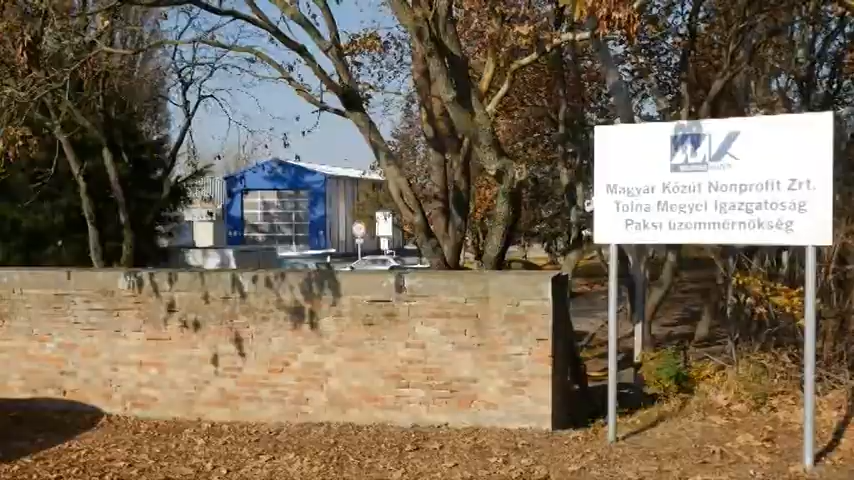 Magyar Közút Nonprofit Zrt.
Tolna Megyei Igazgatóság
Paksi üzemmérnökség